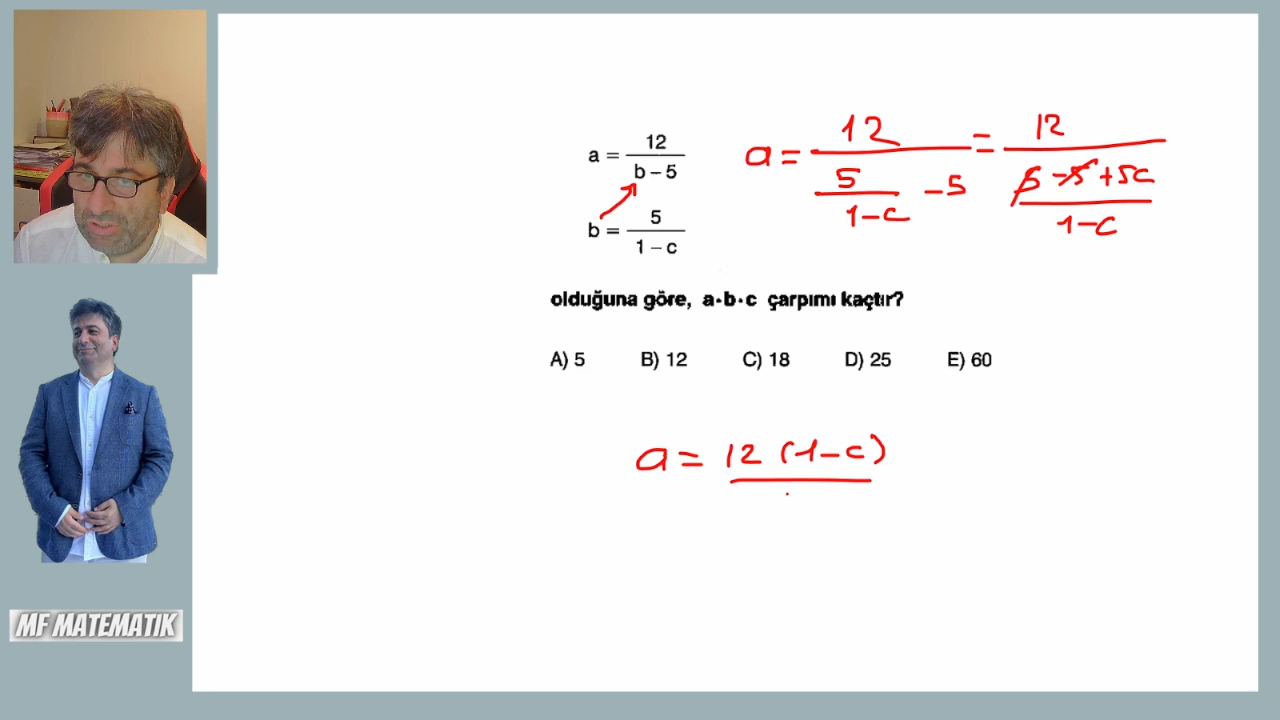 a = 12 / (b – 5)
b = 5 / (1 – c)
a = 12 / (5 / (1-c) - 5) = 12 / ((5 - 5 + 5c) / (1-c))
olduğuna göre, a·b·c çarpımı kaçtır?
A) 5 B) 12 C) 18 D) 25 E) 60
a = 12 (1-c)
MF MATEMATIK